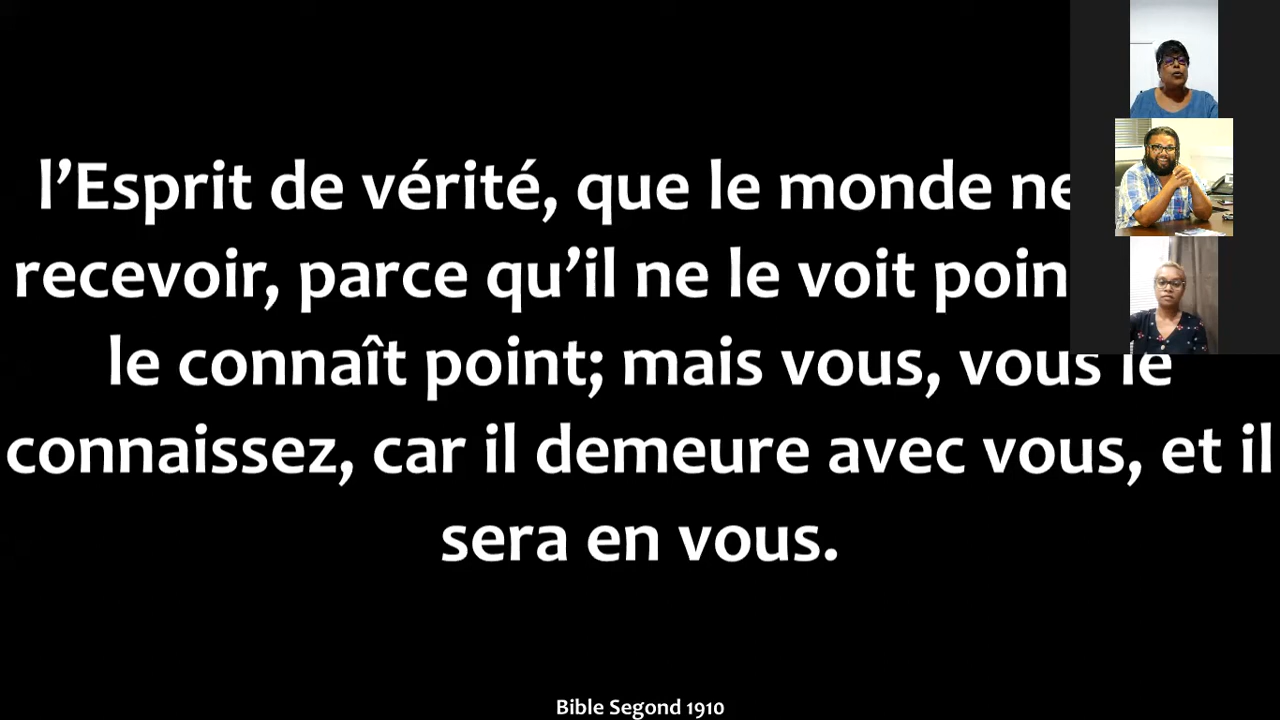 l’Esprit de vérité, que le monde ne
recevoir, parce qu’il ne le voit poin
le connaît point; mais vous, vous le
connaissez, car il demeure avec vous, et il
sera en vous.
Bible Segond 1910